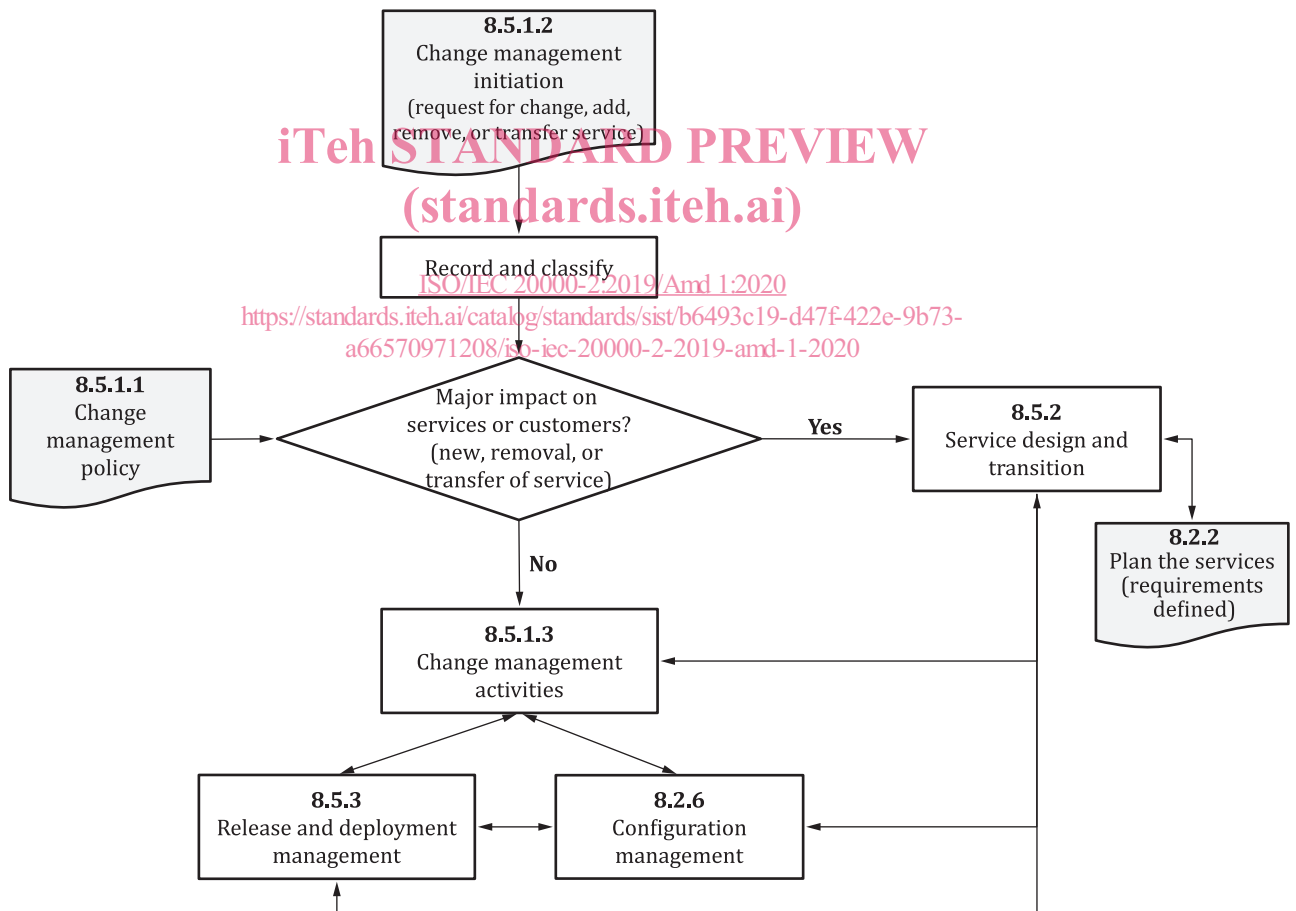 8.5.1.2
Change management
initiation
(request for change, add,
remove, or transfer service)
iTeh STANDARD PREVIEW
(standards.iteh.ai)
Record and classify
ISO/IEC 20000-2:2019/Amd 1:2020
https://standards.iteh.ai/catalog/standards/sist/b6493c19-d47f-422e-9b73-
a66570971208/iso-iec-20000-2-2019-amd-1-2020
8.5.1.1
Change
management
policy
Major impact on
services or customers?
(new, removal, or
transfer of service)
Yes
8.5.2
Service design and
transition
8.2.2
Plan the services
(requirements
defined)
No
8.5.1.3
Change management
activities
8.5.3
Release and deployment
management
8.2.6
Configuration
management